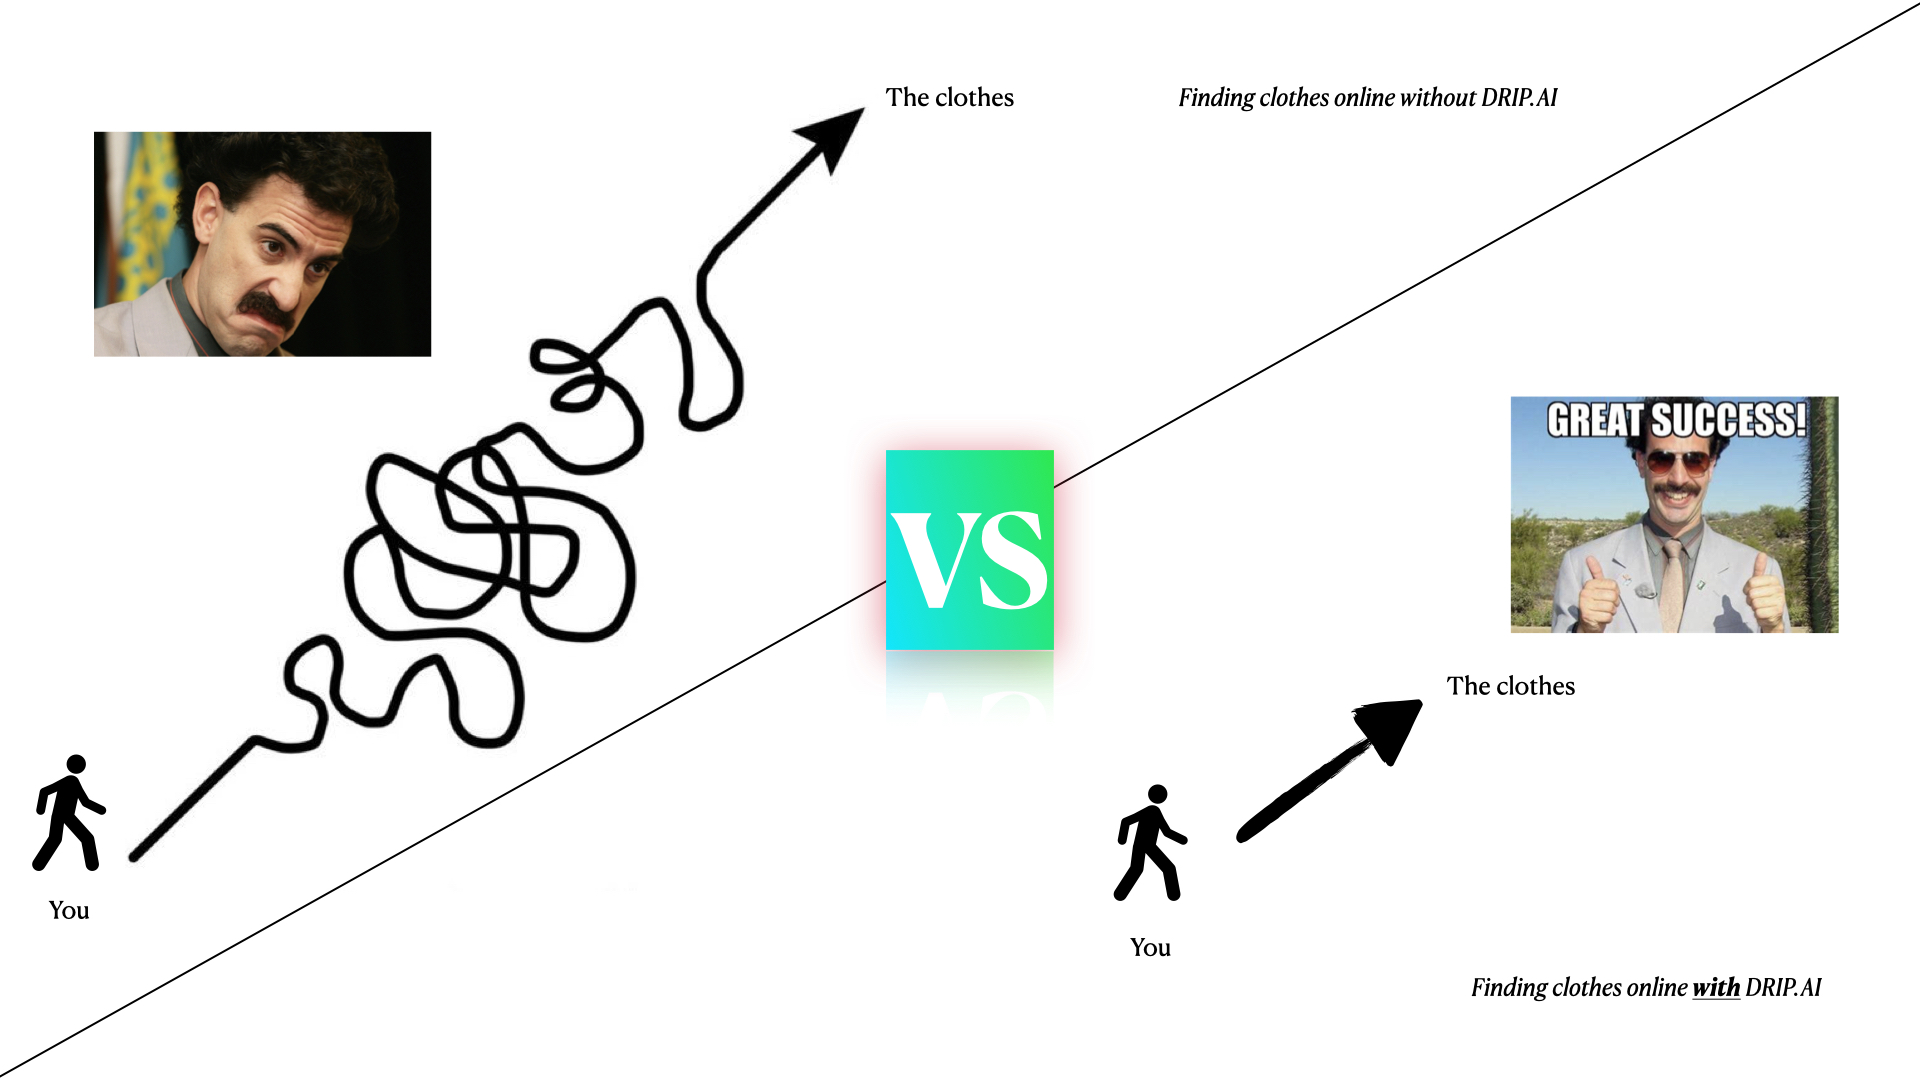 The clothes
Finding clothes online without DRIP.AI
You
VS
GREAT SUCCESS!
The clothes
You
Finding clothes online with DRIP.AI